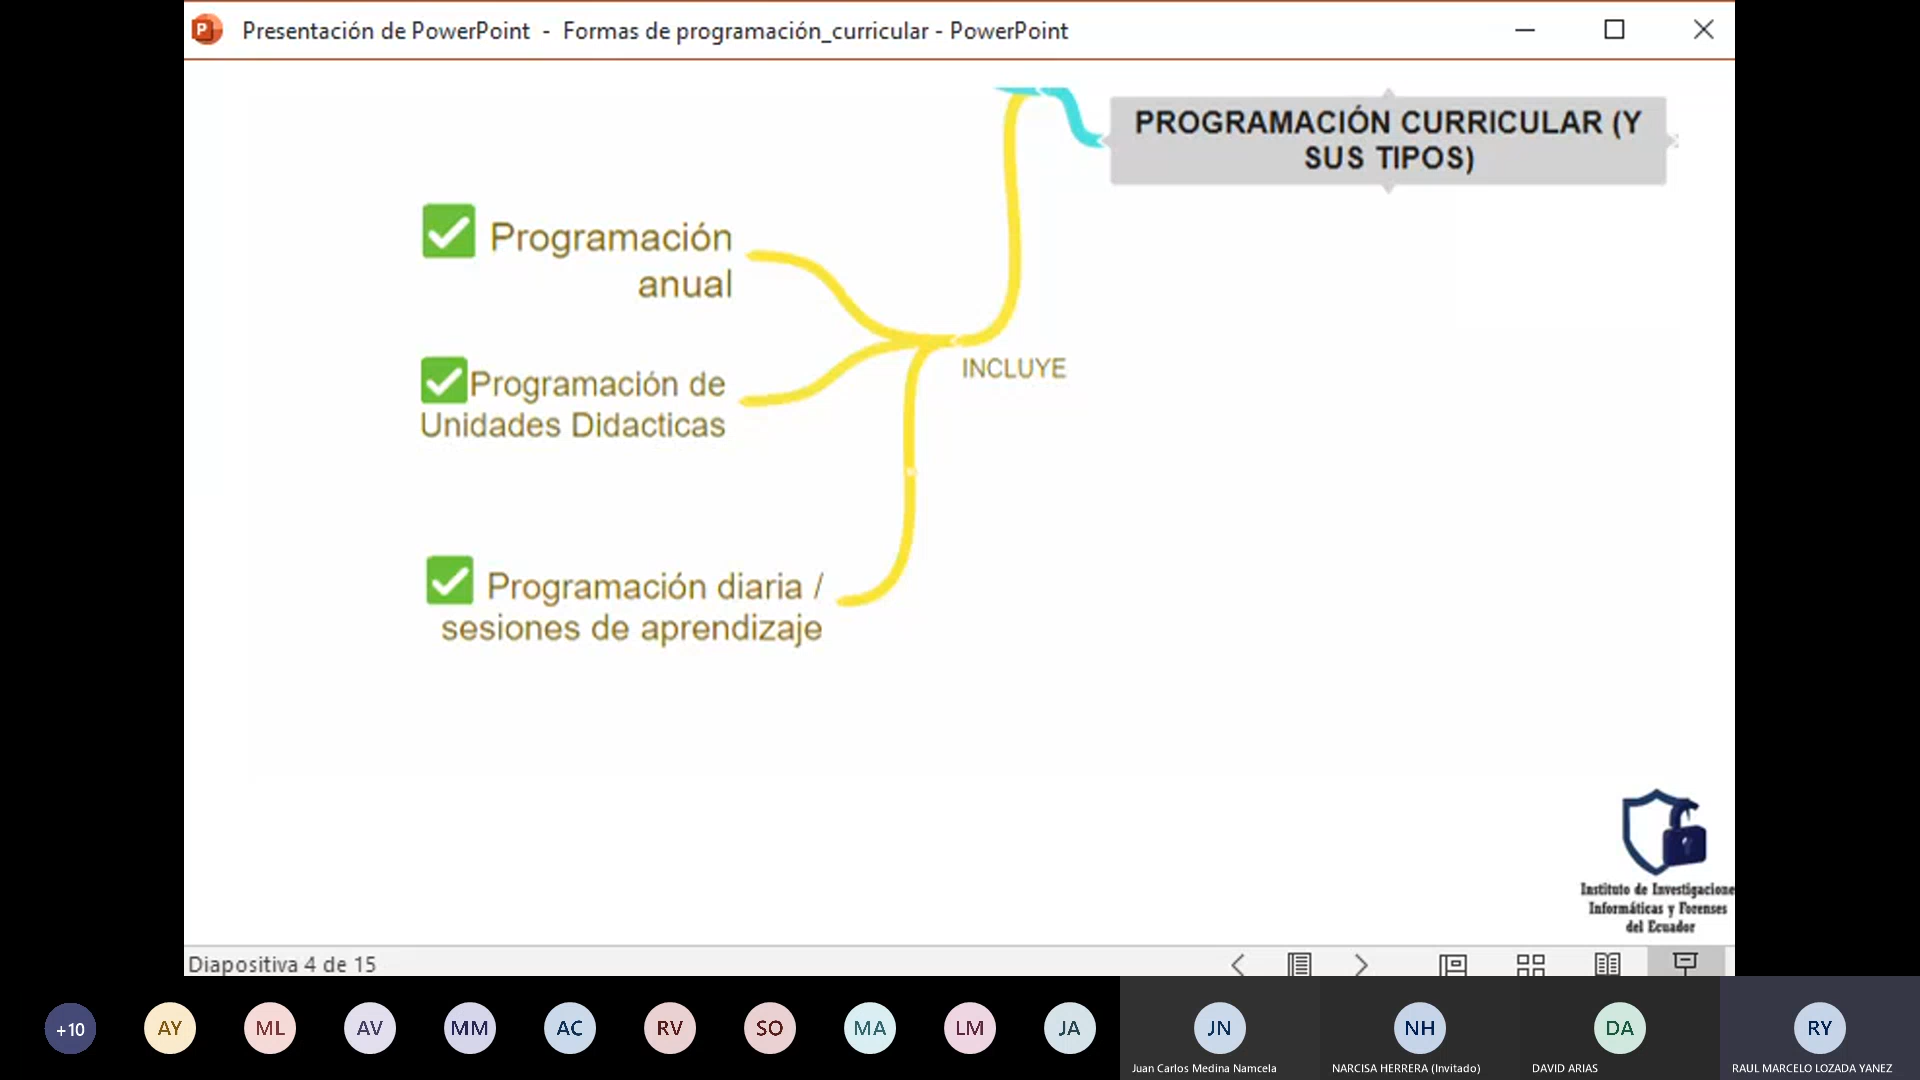 Presentación de PowerPoint - Formas de programación_curricular - PowerPoint
PROGRAMACIÓN CURRICULAR (Y
SUS TIPOS)
Programación
anual
INCLUYE
Programación de
Unidades Didacticas
Programación diaria /
sesiones de aprendizaje
Instituto de Investigacione
Informáticas y Forenses
del Ecuador
Diapositiva 4 de 15
+10
AY
ML
AV
MM
AC
RV
SO
MA
LM
JA
JN
Juan Carlos Medina Namcela
NH
NARCISA HERRERA (Invitado)
DA
DAVID ARIAS
RY
RAUL MARCELO LOZADA YANEZ